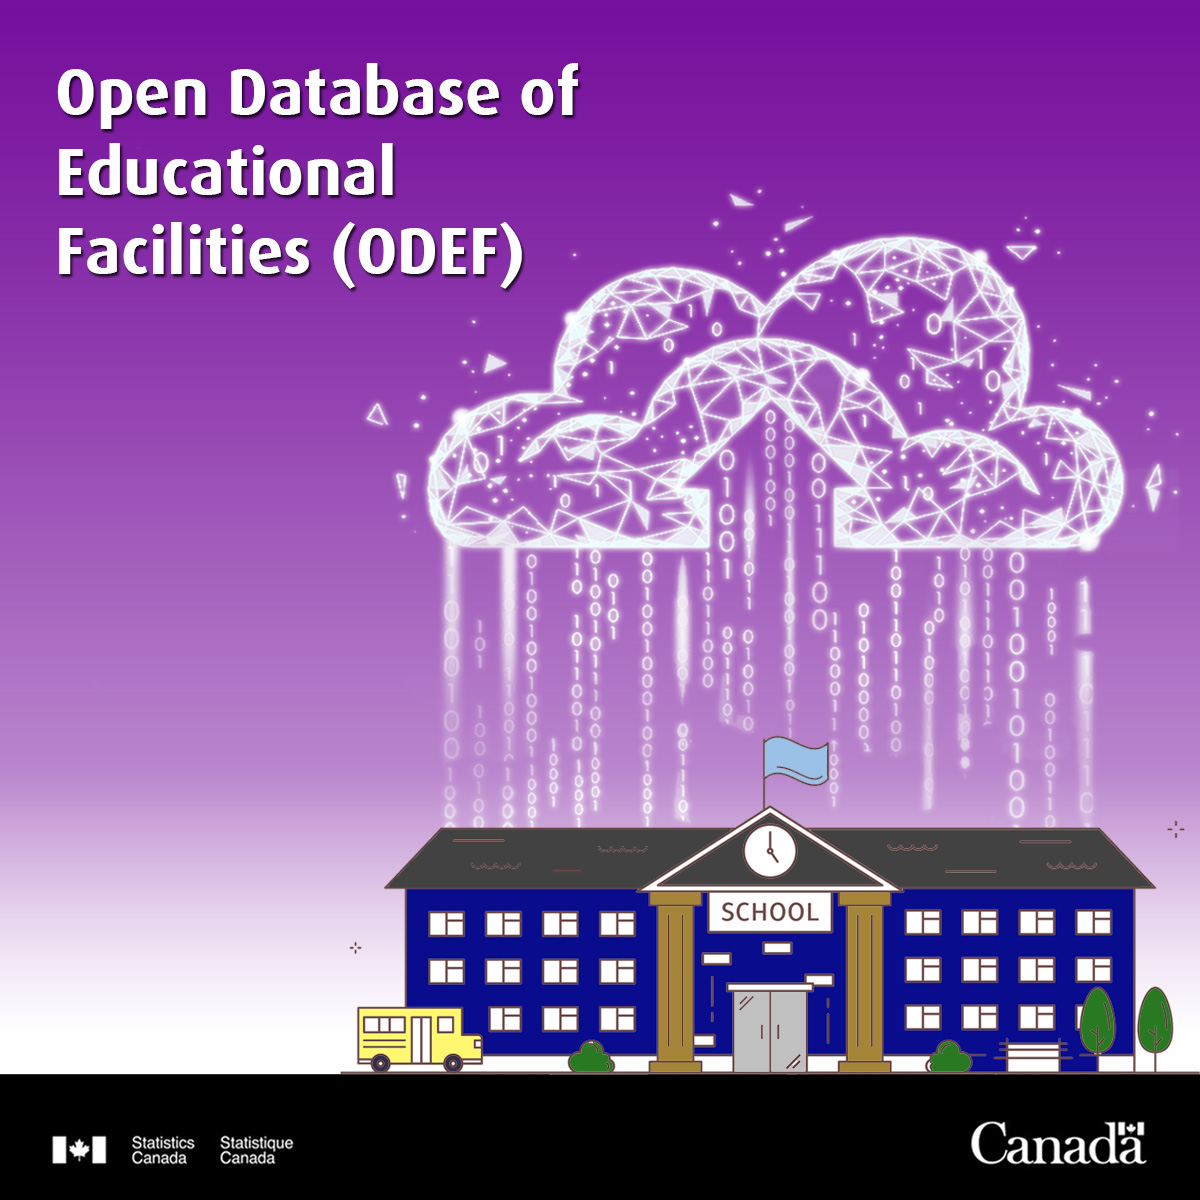 Open Database of
Educational
Facilities (ODEF)
SCHOOL
Statistics
Canada
Statistique
Canada
Canada